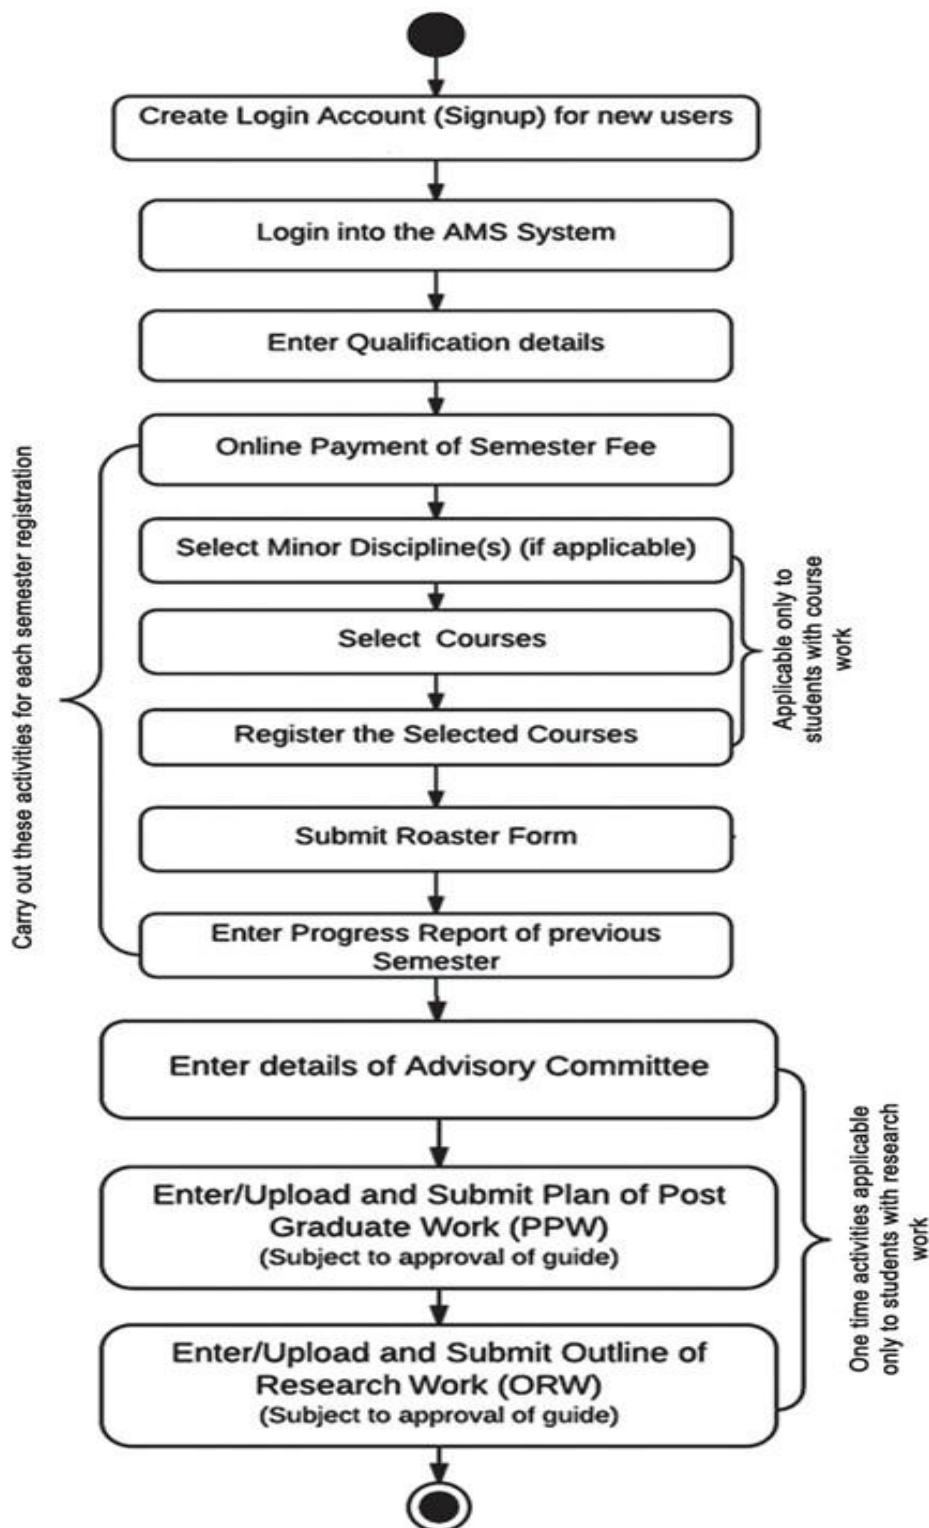 Create Login Account (Signup) for new users
Login into the AMS System
Enter Qualification details
Online Payment of Semester Fee
Carry out these activities for each semester registration
Select Minor Discipline(s) (if applicable)
Select Courses
Register the Selected Courses
Applicable only to
students with course
work
Submit Roaster Form
Enter Progress Report of previous
Semester
Enter details of Advisory Committee
Enter/Upload and Submit Plan of Post
Graduate Work (PPW)
(Subject to approval of guide)
Enter/Upload and Submit Outline of
Research Work (ORW)
(Subject to approval of guide)
One time activities applicable
only to students with research
work